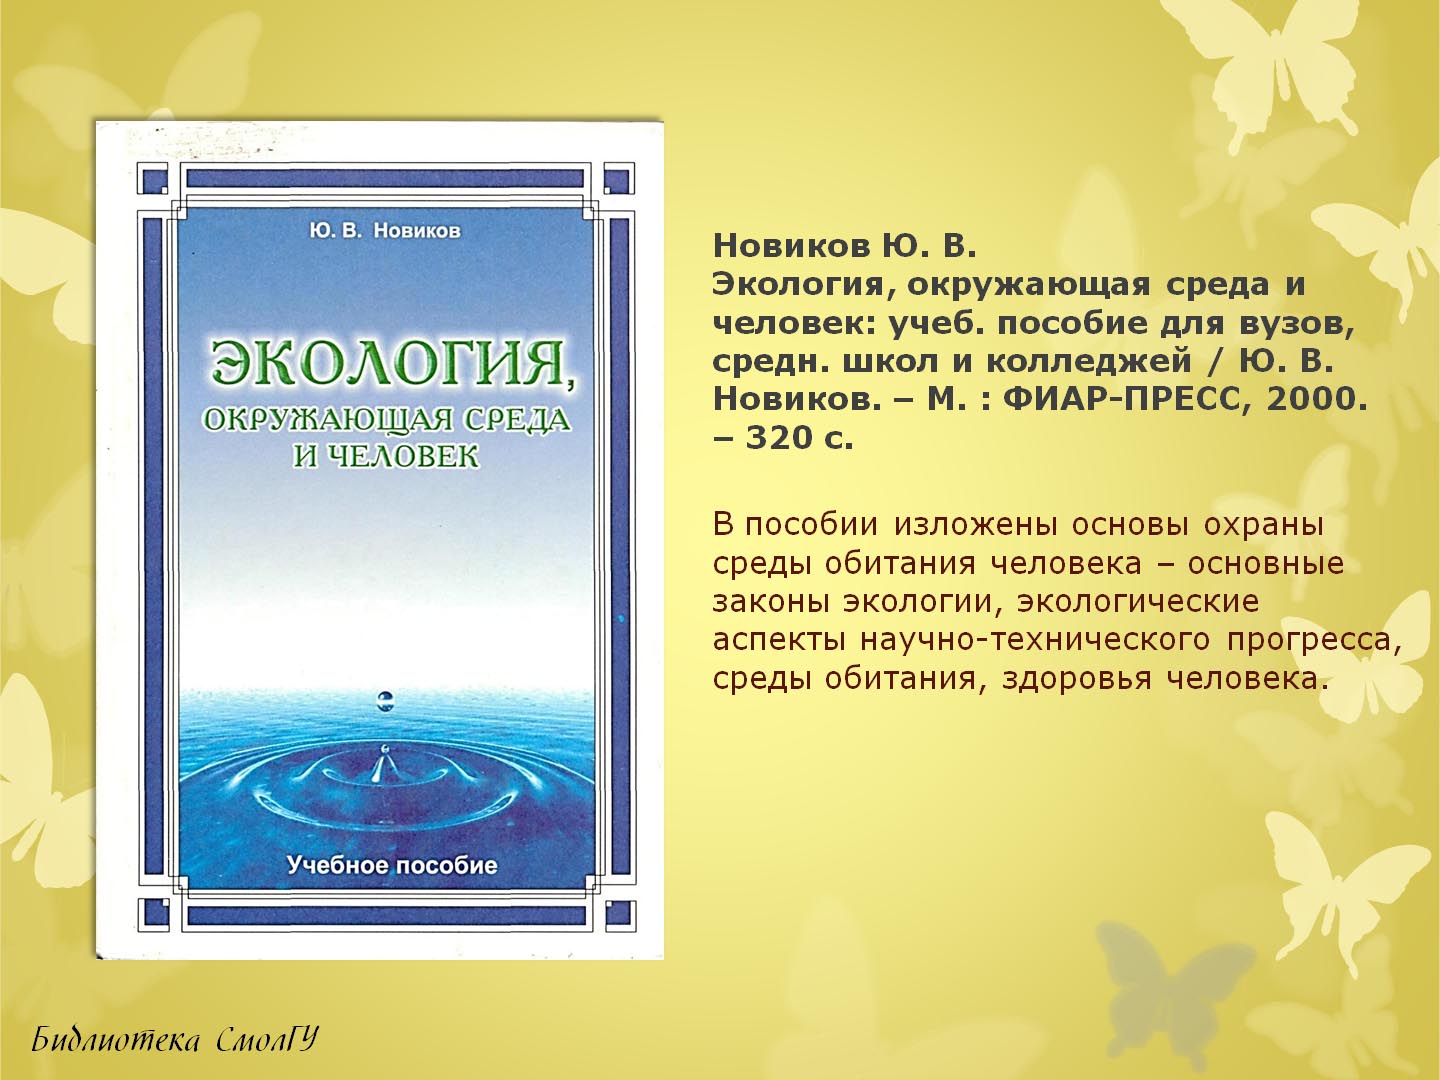 Ю. В. Новиков
ЭКОЛОГИЯ,
ОКРУЖАЮЩАЯ СРЕДА
И ЧЕЛОВЕК
Учебное пособие
Новиков Ю. В.
Экология, окружающая среда и
человек: учеб. пособие для вузов,
средн. школ и колледжей / Ю. В.
Новиков. – М. : ФИАР-ПРЕСС, 2000.
– 320 с.
В пособии изложены основы охраны
среды обитания человека – основные
законы экологии, экологические
аспекты научно-технического прогресса,
среды обитания, здоровья человека.
Библиотека СмолГУ